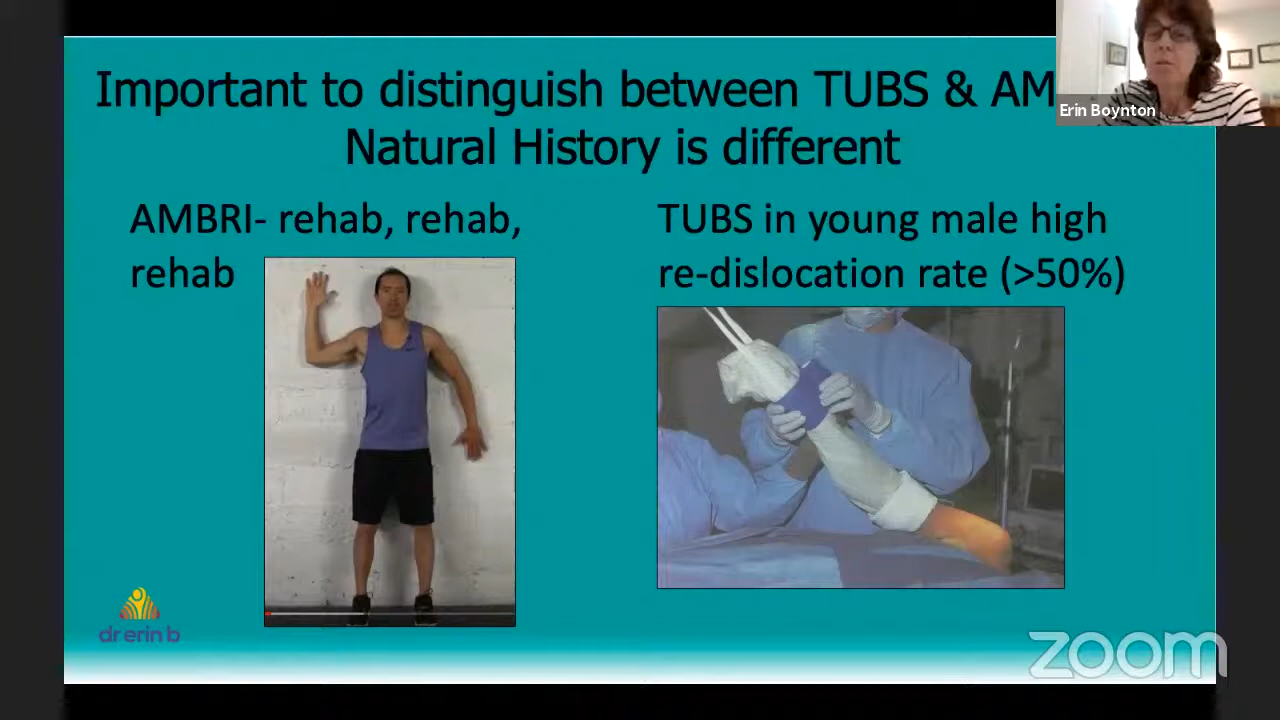 Important to distinguish between TUBS & AM
Natural History is different
AMBRI- rehab, rehab,
rehab
TUBS in young male high
re-dislocation rate (>50%)
Erin Boynton
dr erin b
zoom